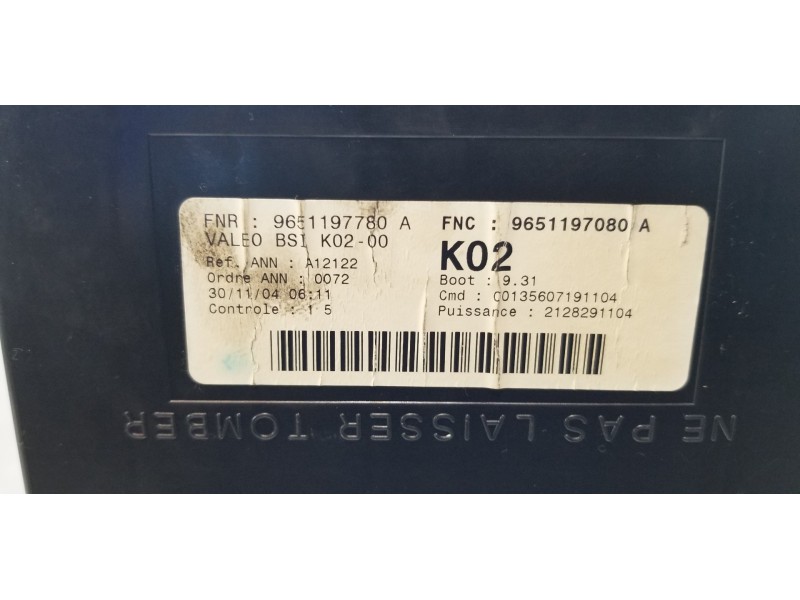 FNR : 9651197780 A
VALEO BSI K02-00
Ref. ANN : A12122
Ordre ANN : 0072
30/11/04 06:11
Controle : 1 5
FNC : 9651197080 A
K02
Boot : 9.31
Cmd : C0135607191104
Puissance : 2128291104
NE PAS LAISSER TOMBER